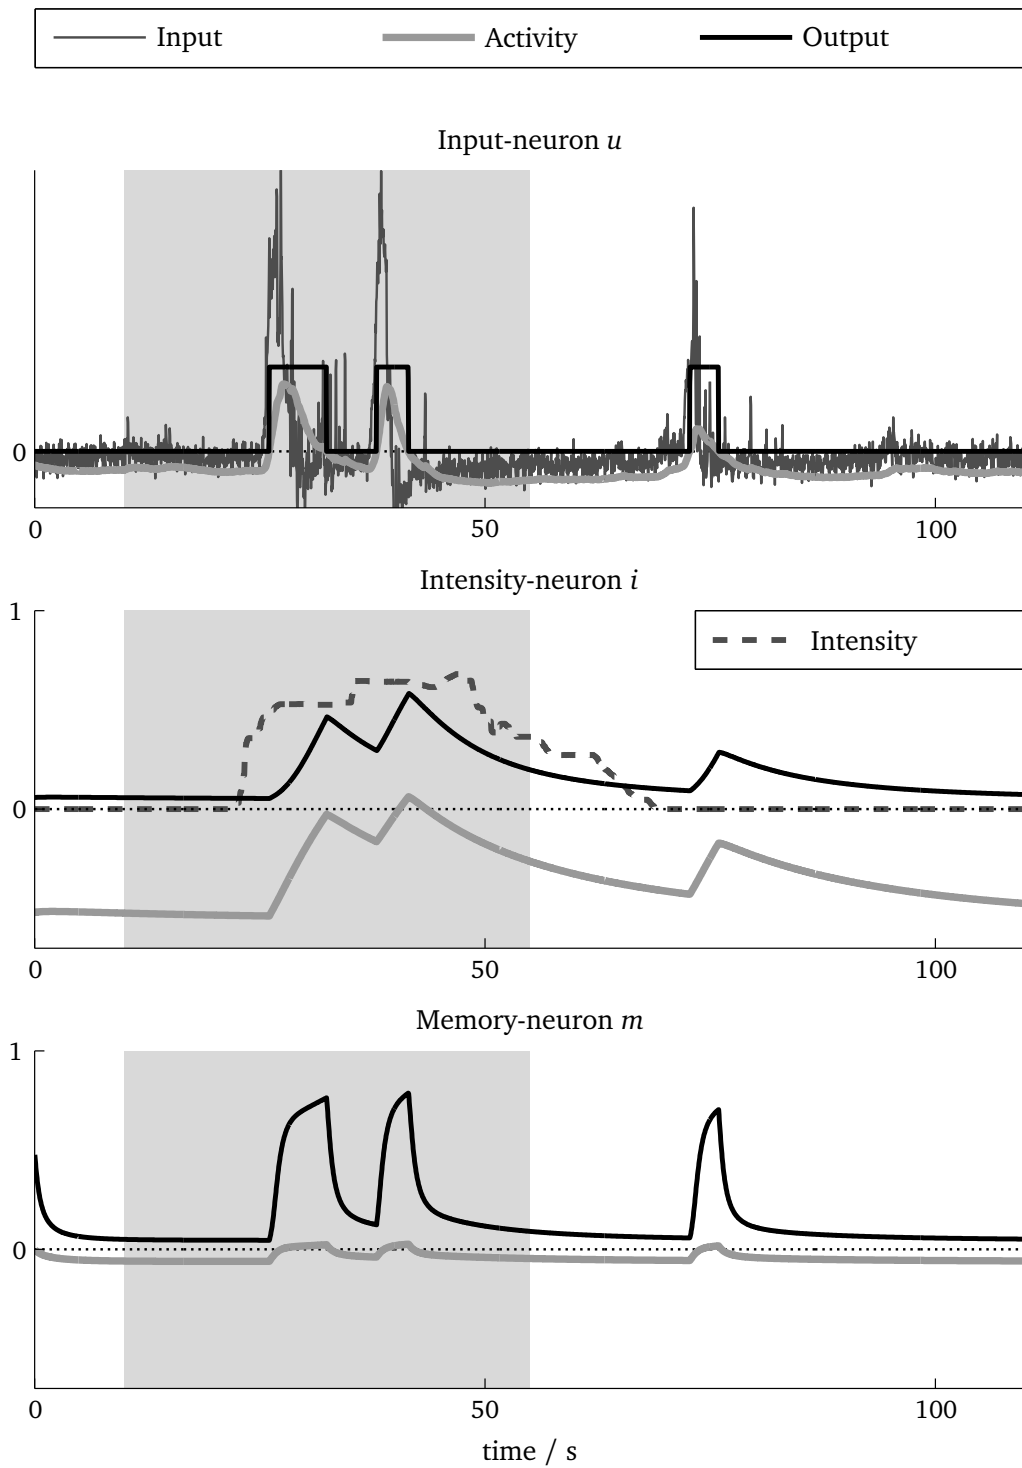 Input Activity Output
Input-neuron u
0
0 50 100
Intensity-neuron i
1
Intensity
0
0 50 100
Memory-neuron m
1
0
0 50 100
time / s